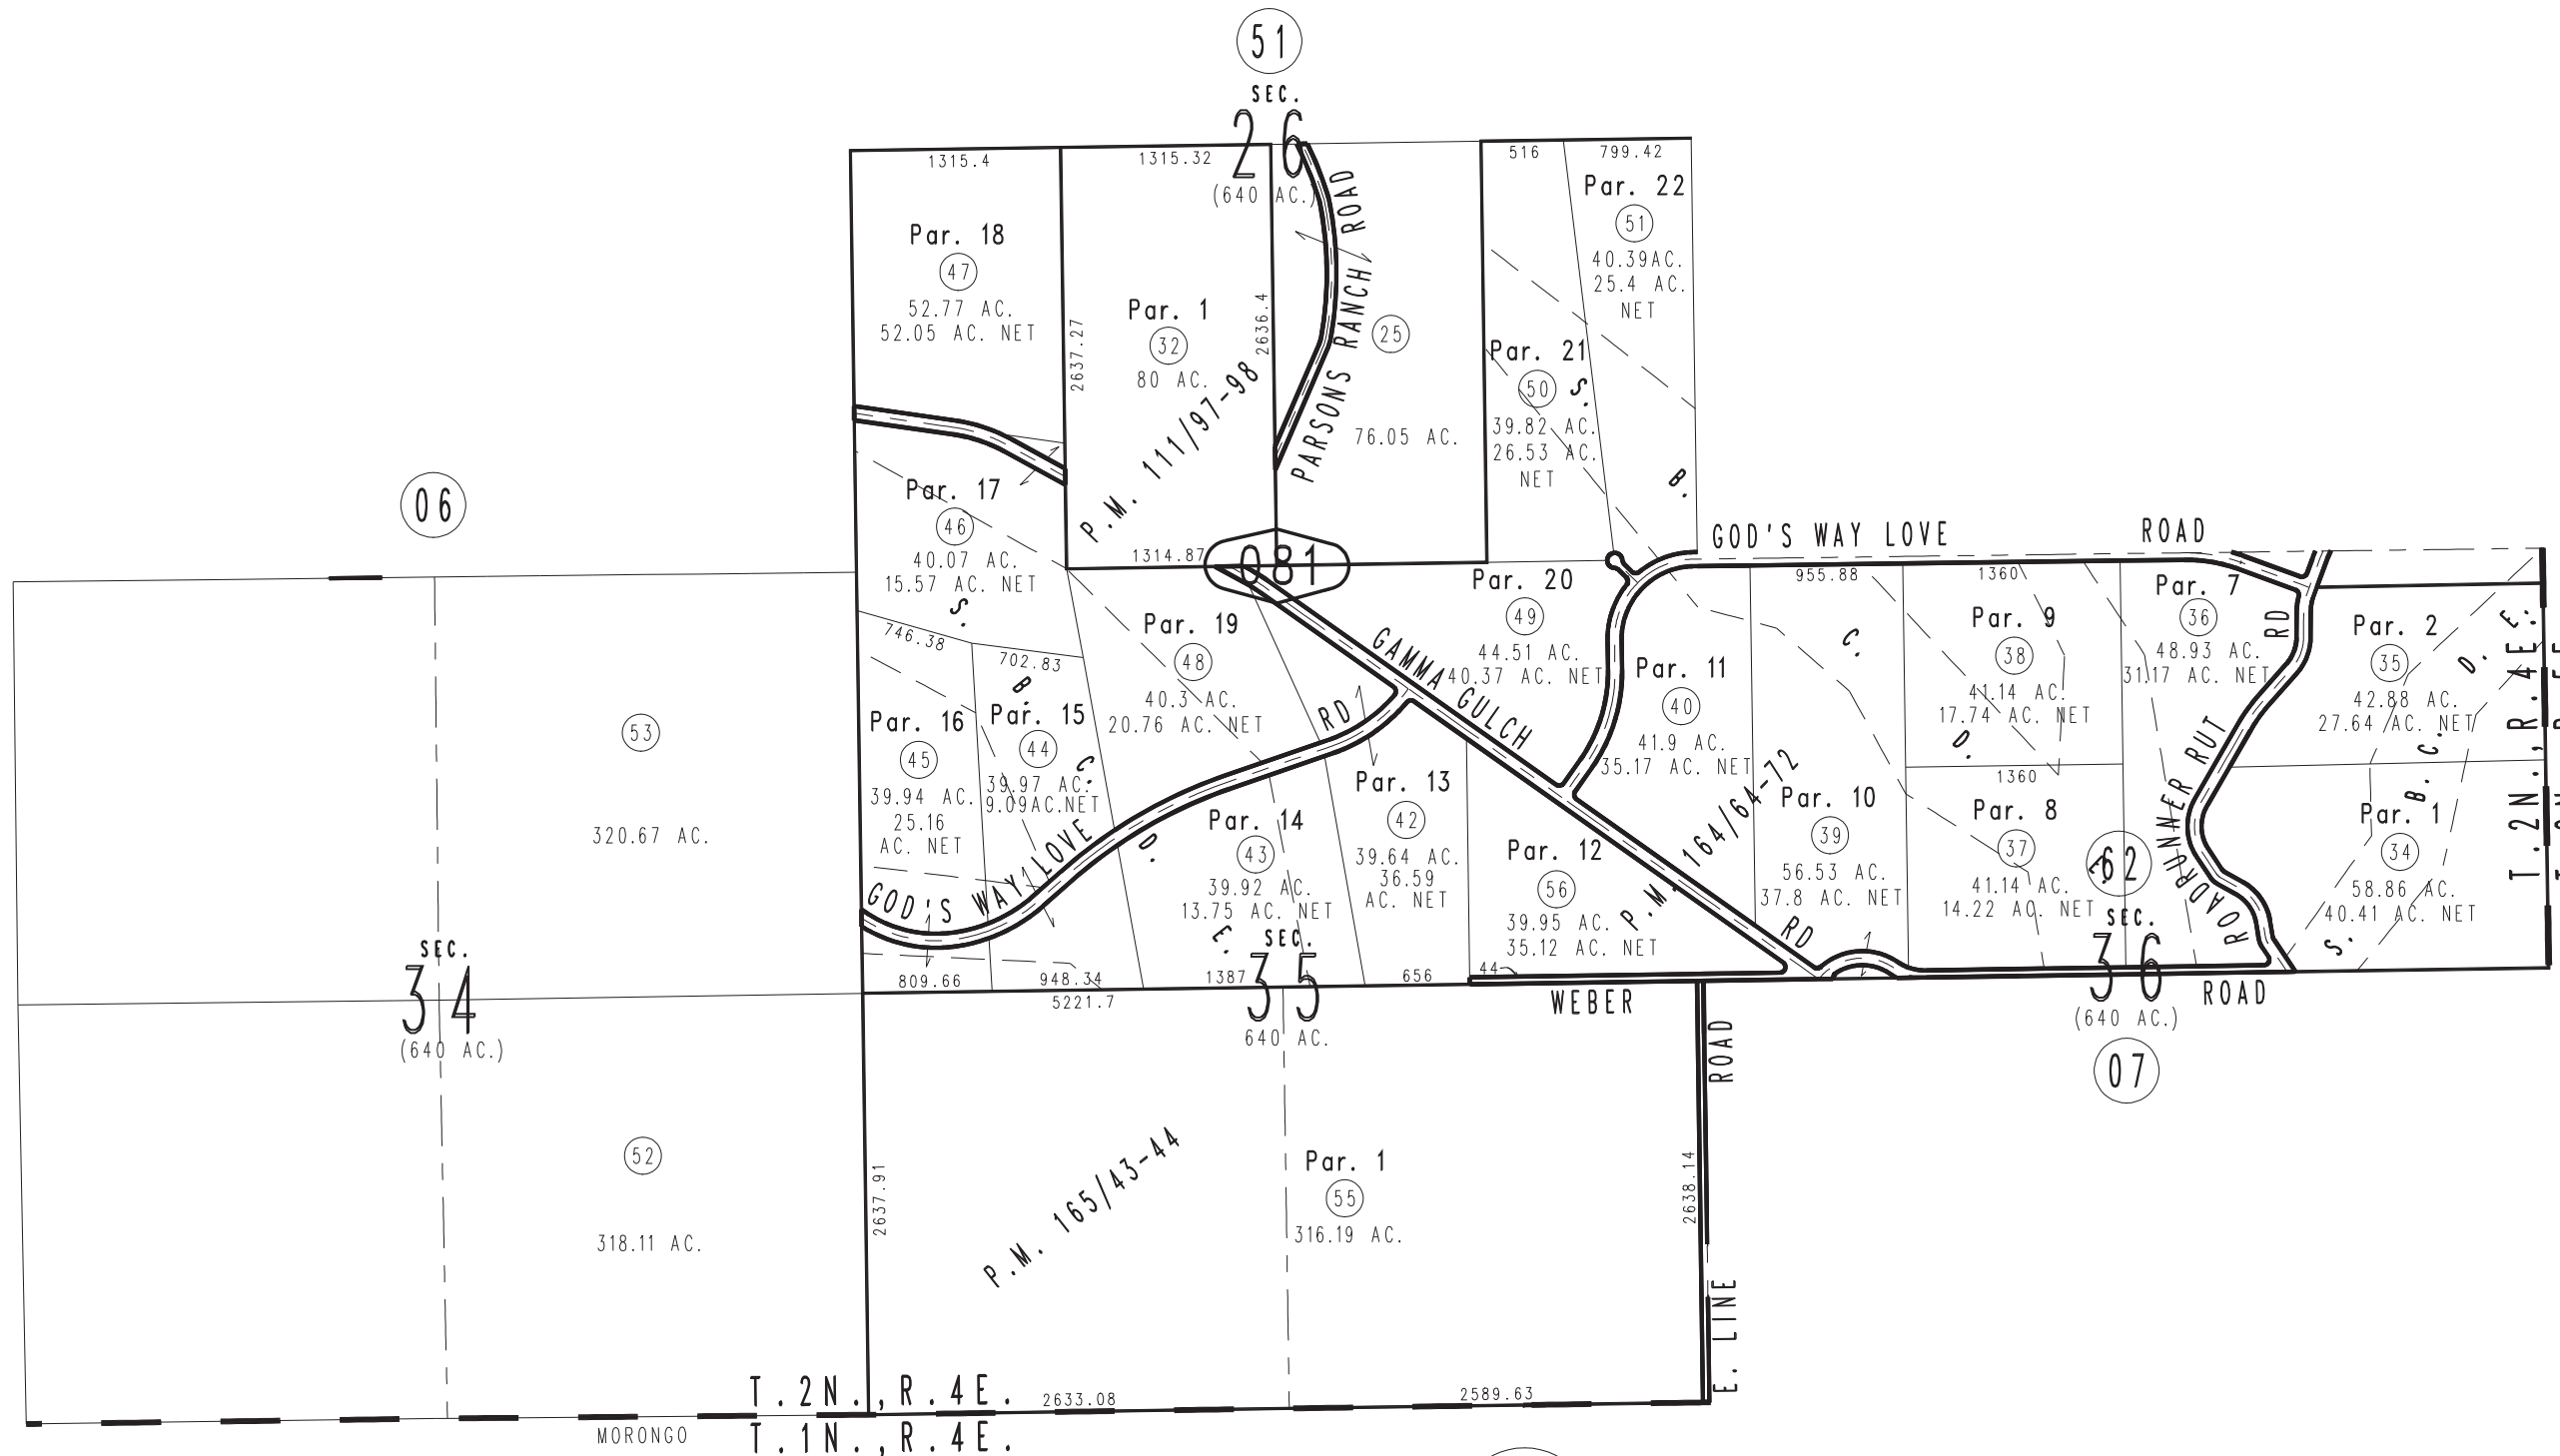 51
SEC.
26
(640 AC.)
1315.4
1315.32
516
799.42
Par. 18
47
52.77 AC.
52.05 AC. NET
Par. 1
32
80 AC.
2637.27
2636.4
P.M. 111/97-98
PARSONS RANCH ROAD
25
76.05 AC.
Par. 22
51
40.39AC.
25.4 AC.
NET
Par. 21
50
39.82 AC.
26.53 AC.
NET
S.
B.
C.
D.
E.
06
Par. 17
46
40.07 AC.
15.57 AC. NET
1314.87
081
GOD'S WAY LOVE ROAD
746.38
702.83
S.
B.
C.
D.
E.
Par. 19
48
40.3 AC.
20.76 AC. NET
Par. 20
49
44.51 AC.
40.37 AC. NET
GAMMA GULCH RD
955.88
1360
Par. 11
40
41.9 AC.
35.17 AC. NET
Par. 9
38
41.14 AC.
17.74 AC. NET
1360
Par. 7
36
48.93 AC.
31.17 AC. NET
ROADRUNNER RUT RD
Par. 2
35
42.88 AC.
27.64 AC. NET
S. B. C. D. E.
T.2N.,R.4E.
53
320.67 AC.
Par. 16
45
39.94 AC.
25.16
AC. NET
Par. 15
44
39.97 AC.
9.09AC.NET
GOD'S WAY LOVE RD
Par. 14
43
39.92 AC.
13.75 AC. NET
Par. 13
42
39.64 AC.
36.59
AC. NET
Par. 12
56
39.95 AC.
35.12 AC. NET
P.M. 164/64-72
Par. 10
39
56.53 AC.
37.8 AC. NET
Par. 8
37
41.14 AC.
14.22 AC. NET
62
Par. 1
34
58.86 AC.
40.41 AC. NET
SEC.
34
(640 AC.)
809.66
948.34
1387
656
44
5221.7
SEC.
35
640 AC.
WEBER ROAD
SEC.
36
(640 AC.)
07
52
318.11 AC.
2637.91
P.M. 165/43-44
Par. 1
55
316.19 AC.
2638.14
ROAD
E. LINE
2633.08
2589.63
T.2N.,R.4E.
MORONGO
T.1N.,R.4E.